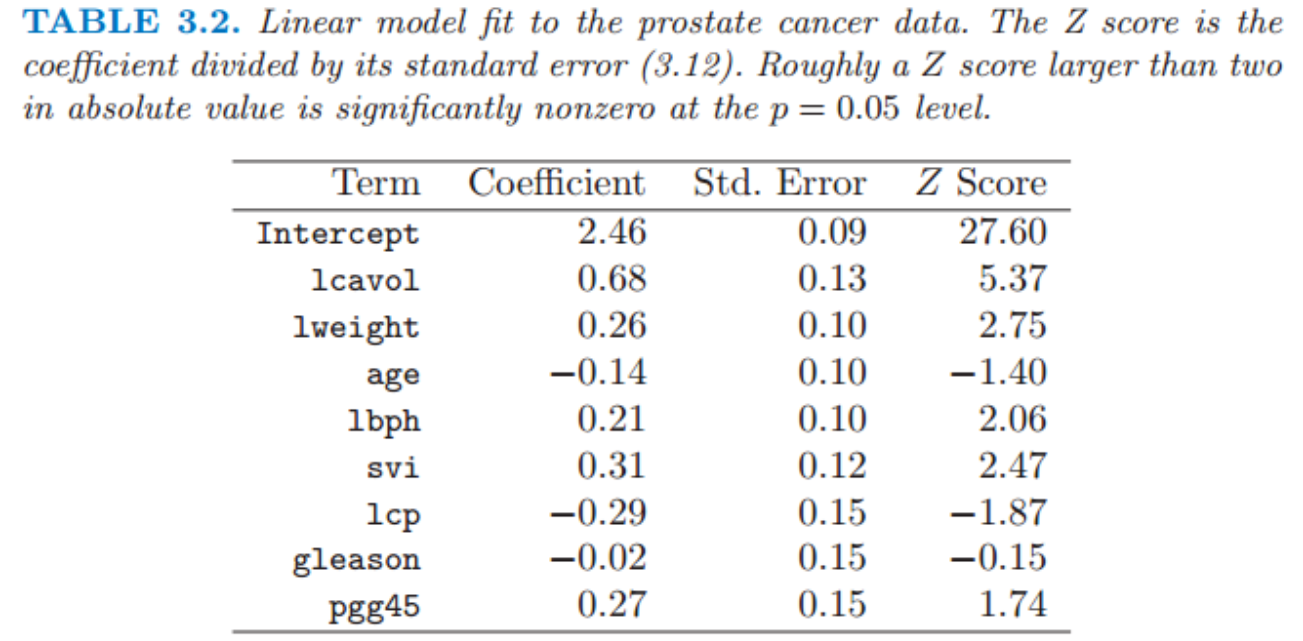 TABLE 3.2. Linear model fit to the prostate cancer data. The Z score is the
coefficient divided by its standard error (3.12). Roughly a Z score larger than two
in absolute value is significantly nonzero at the p = 0.05 level.
Term Coefficient Std. Error Z Score
Intercept 2.46 0.09 27.60
lcavol 0.68 0.13 5.37
lweight 0.26 0.10 2.75
age −0.14 0.10 −1.40
lbph 0.21 0.10 2.06
svi 0.31 0.12 2.47
lcp −0.29 0.15 −1.87
gleason −0.02 0.15 −0.15
pgg45 0.27 0.15 1.74